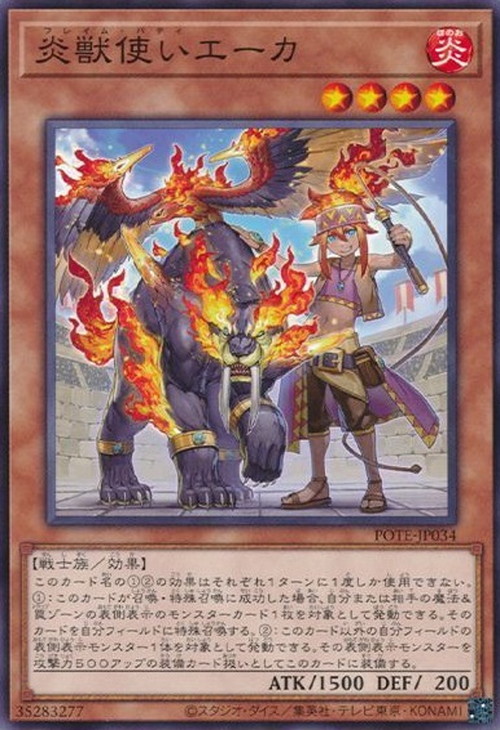 フレイム・バディ
炎獣使いエーカ
ほのお
炎
POTE-JP034
【戦士族／効果】
このカード名の①②の効果はそれぞれ1ターンに1度しか使用できない。
①：このカードが召喚・特殊召喚に成功した場合、自分または相手の魔法&
罠ゾーンの表側表示のモンスターカード1枚を対象として発動できる。その
カードを自分フィールドに特殊召喚する。②：このカード以外の自分フィールド
の表側表示モンスター1体を対象として発動できる。その表側表示モンスターを
攻撃力500アップの装備カード扱いとしてこのカードに装備する。
ATK/1500 DEF/ 200
35283277 ©スタジオ・ダイス／集英社・テレビ東京・KONAMI